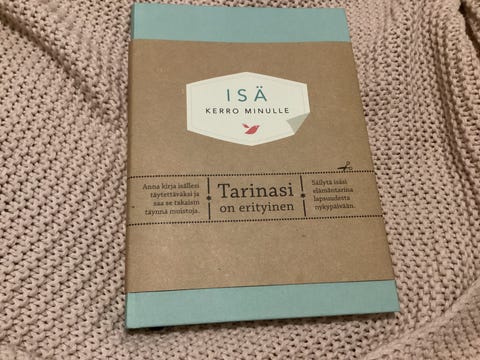 ISÄ
KERRO MINULLE
Anna kirja isällesi
täytettäväksi ja
saa se takaisin
täynnä muistoja.
Tarinasi
on erityinen
Säilytä isäsi
elämäntarina
lapsuudesta
nykypäivään.